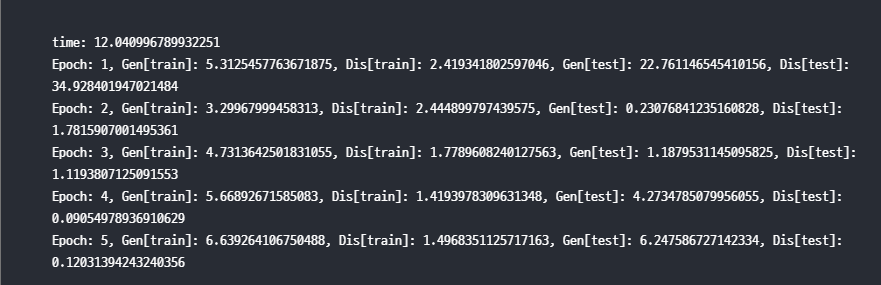 time: 12.040996789932251
Epoch: 1, Gen[train]: 5.3125457763671875, Dis[train]: 2.419341802597046, Gen[test]: 22.761146545410156, Dis[test]:
34.928401947021484
Epoch: 2, Gen[train]: 3.29967999458313, Dis[train]: 2.444899797439575, Gen[test]: 0.23076841235160828, Dis[test]:
1.7815907001495361
Epoch: 3, Gen[train]: 4.7313642501831055, Dis[train]: 1.7789608240127563, Gen[test]: 1.1879531145095825, Dis[test]:
1.1193807125091553
Epoch: 4, Gen[train]: 5.66892671585083, Dis[train]: 1.4193978309631348, Gen[test]: 4.2734785079956055, Dis[test]:
0.09054978936910629
Epoch: 5, Gen[train]: 6.639264106750488, Dis[train]: 1.4968351125717163, Gen[test]: 6.247586727142334, Dis[test]:
0.12031394243240356